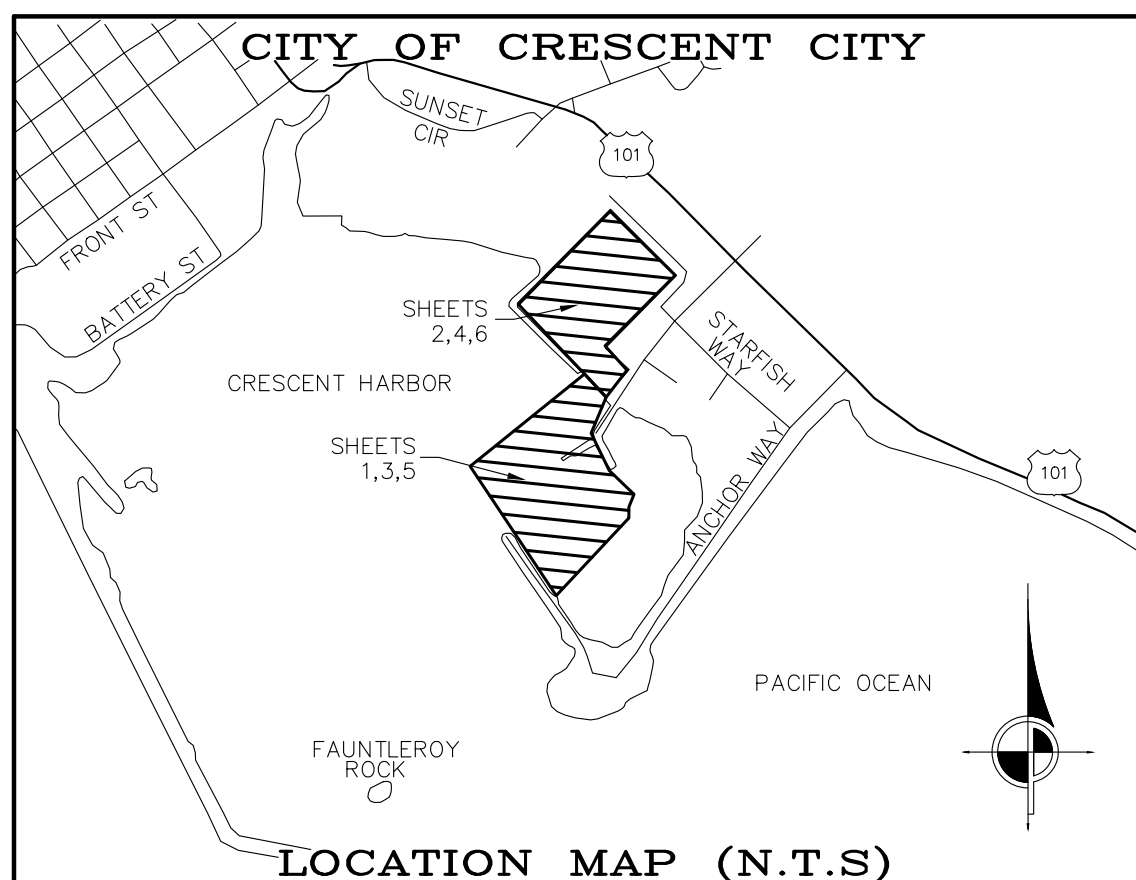 CITY OF CRESCENT CITY
SUNSET
CIR
101
FRONT ST
BATTERY ST
SHEETS
2,4,6
STARFISH
WAY
CRESCENT HARBOR
SHEETS
1,3,5
ANCHOR WAY
101
PACIFIC OCEAN
FAUNTLEROY
ROCK
LOCATION MAP (N.T.S)